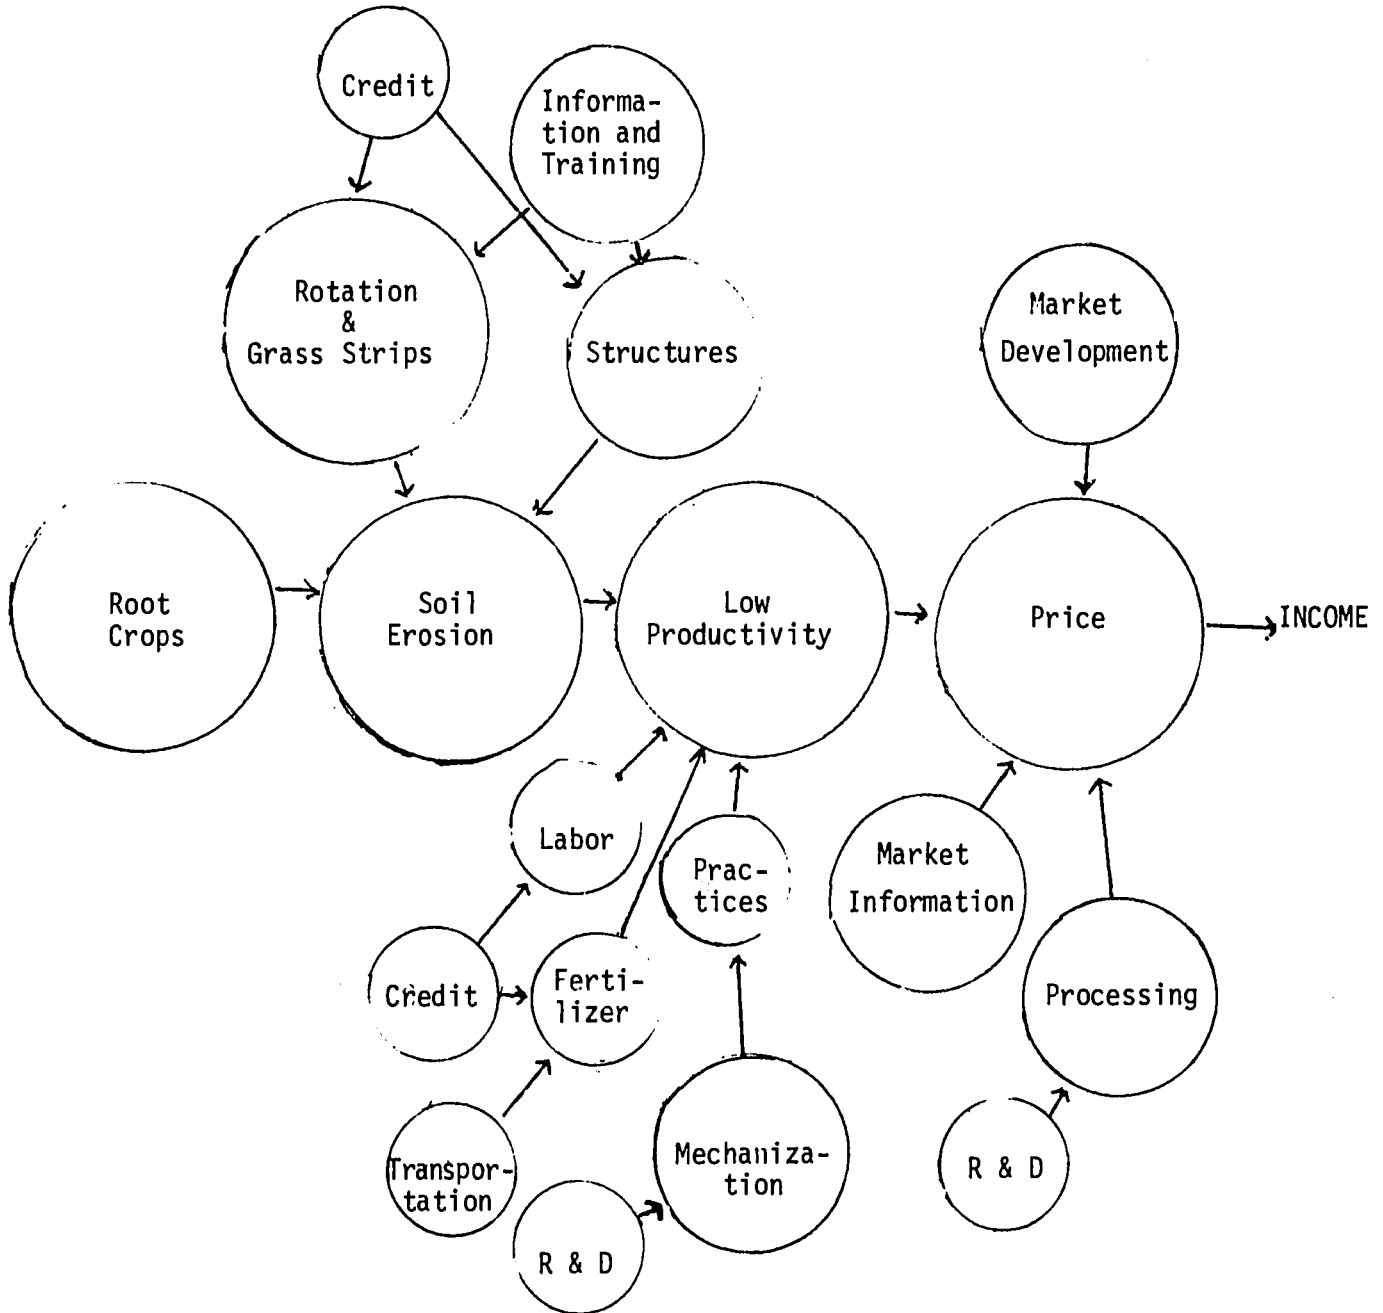 Credit
Informa-
tion and
Training
Rotation
&
Grass Strips
Structures
Market
Development
Root
Crops
Soil
Erosion
Low
Productivity
Price
INCOME
Labor
Prac-
tices
Market
Information
Credit
Ferti-
lizer
Processing
Transpor-
tation
Mechaniza-
tion
R & D
R & D